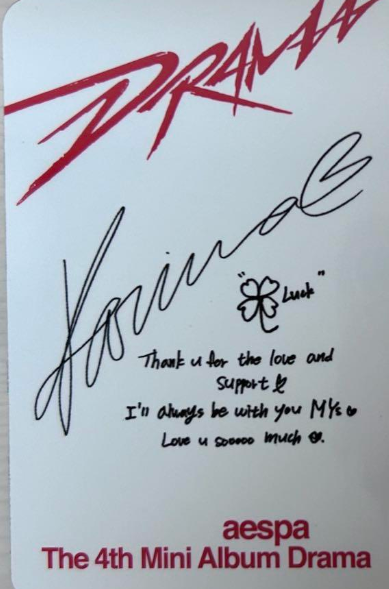 DRAMA
Karina
"Luck"
Thank u for the love and
Support
I'll always be with you MYs
Love u sooooo much
aespa
The 4th Mini Album Drama